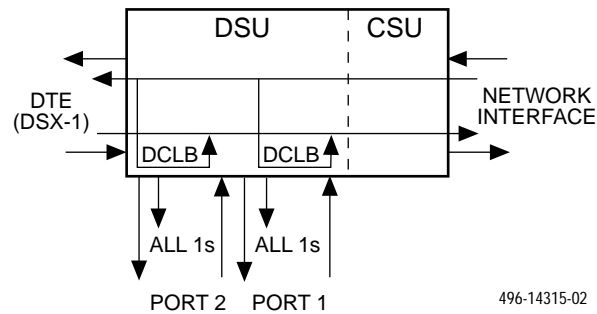 DSU
CSU
DTE
(DSX-1)
NETWORK
INTERFACE
DCLB
DCLB
ALL 1s
ALL 1s
PORT 2
PORT 1
496-14315-02